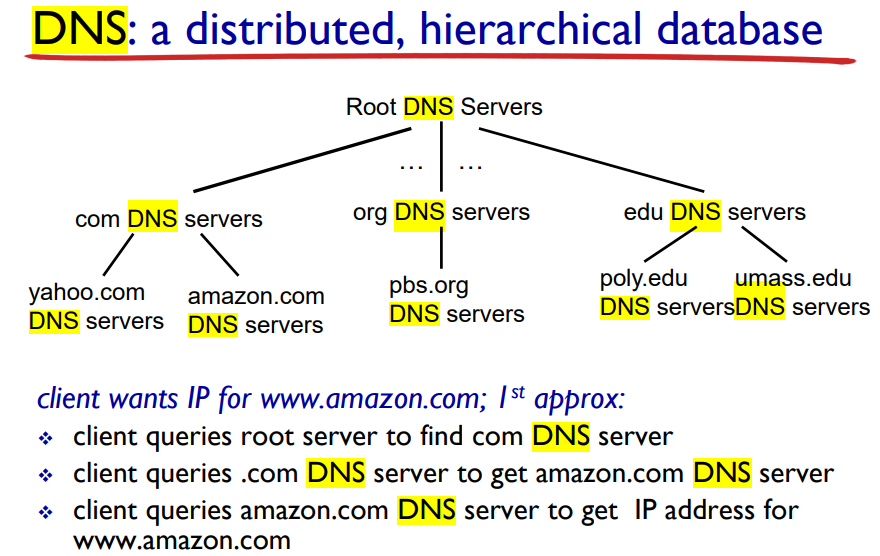 DNS: a distributed, hierarchical database
Root DNS Servers
… …
com DNS servers
org DNS servers
edu DNS servers
yahoo.com
DNS servers
amazon.com
DNS servers
pbs.org
DNS servers
poly.edu
DNS servers
umass.edu
DNS servers
client wants IP for www.amazon.com; 1st approx:
❖ client queries root server to find com DNS server
❖ client queries .com DNS server to get amazon.com DNS server
❖ client queries amazon.com DNS server to get IP address for
www.amazon.com